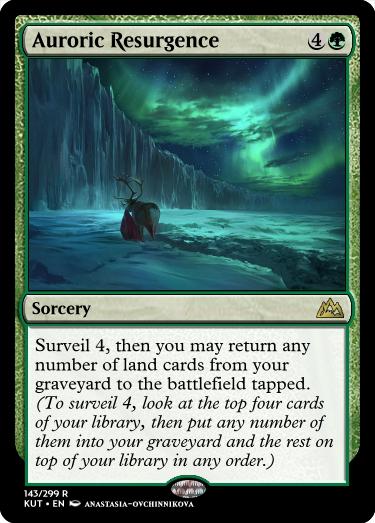 Auroric Resurgence 4
Sorcery
Surveil 4, then you may return any
number of land cards from your
graveyard to the battlefield tapped.
(To surveil 4, look at the top four cards
of your library, then put any number of
them into your graveyard and the rest on
top of your library in any order.)
143/299 R
KUT • EN ANASTASIA-OVCHINNIKOVA